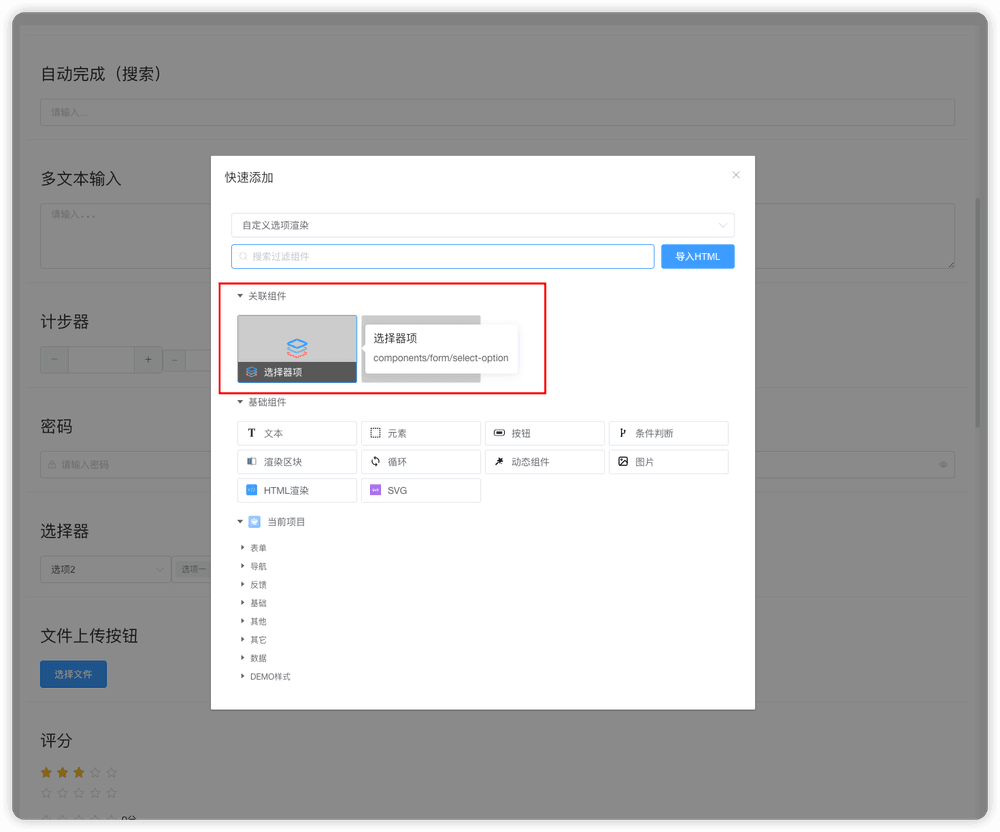 自动完成（搜索）
请输入...
多文本输入
请输入...
计步器
密码
请输入密码
选择器
选项2
选项一
文件上传按钮
选择文件
评分
0分
快速添加
自定义选项渲染
搜索过滤组件
导入HTML
关联组件
选择器项
选择器项
components/form/select-option
基础组件
文本 元素 按钮 条件判断
渲染区块 循环 动态组件 图片
HTML渲染 SVG
当前项目
表单
导航
反馈
基础
其他
其它
数据
DEMO样式